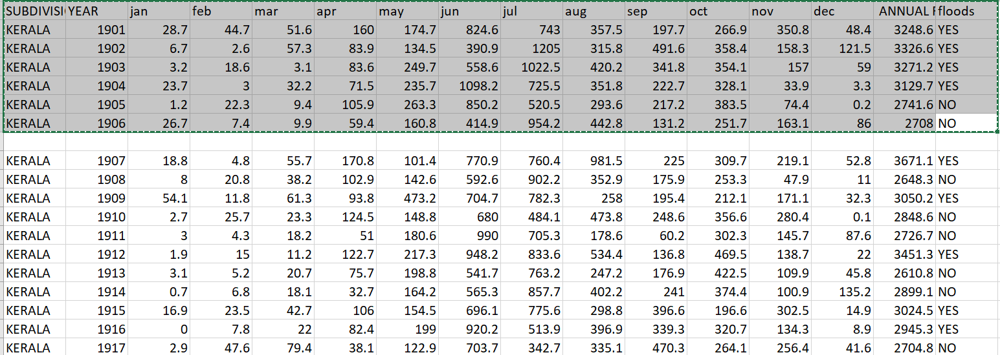 SUBDIVISI YEAR jan feb mar apr may jun jul aug sep oct nov dec ANNUAL F floods
KERALA 1901 28.7 44.7 51.6 160 174.7 824.6 743 357.5 197.7 266.9 350.8 48.4 3248.6 YES
KERALA 1902 6.7 2.6 57.3 83.9 134.5 390.9 1205 315.8 491.6 358.4 158.3 121.5 3326.6 YES
KERALA 1903 3.2 18.6 3.1 83.6 249.7 558.6 1022.5 420.2 341.8 354.1 157 59 3271.2 YES
KERALA 1904 23.7 3 32.2 71.5 235.7 1098.2 725.5 351.8 222.7 328.1 33.9 3.3 3129.7 YES
KERALA 1905 1.2 22.3 9.4 105.9 263.3 850.2 520.5 293.6 217.2 383.5 74.4 0.2 2741.6 NO
KERALA 1906 26.7 7.4 9.9 59.4 160.8 414.9 954.2 442.8 131.2 251.7 163.1 86 2708 NO
KERALA 1907 18.8 4.8 55.7 170.8 101.4 770.9 760.4 981.5 225 309.7 219.1 52.8 3671.1 YES
KERALA 1908 8 20.8 38.2 102.9 142.6 592.6 902.2 352.9 175.9 253.3 47.9 11 2648.3 NO
KERALA 1909 54.1 11.8 61.3 93.8 473.2 704.7 782.3 258 195.4 212.1 171.1 32.3 3050.2 YES
KERALA 1910 2.7 25.7 23.3 124.5 148.8 680 484.1 473.8 248.6 356.6 280.4 0.1 2848.6 NO
KERALA 1911 3 4.3 18.2 51 180.6 990 705.3 178.6 60.2 302.3 145.7 87.6 2726.7 NO
KERALA 1912 1.9 15 11.2 122.7 217.3 948.2 833.6 534.4 136.8 469.5 138.7 22 3451.3 YES
KERALA 1913 3.1 5.2 20.7 75.7 198.8 541.7 763.2 247.2 176.9 422.5 109.9 45.8 2610.8 NO
KERALA 1914 0.7 6.8 18.1 32.7 164.2 565.3 857.7 402.2 241 374.4 100.9 135.2 2899.1 NO
KERALA 1915 16.9 23.5 42.7 106 154.5 696.1 775.6 298.8 396.6 196.6 302.5 14.9 3024.5 YES
KERALA 1916 0 7.8 22 82.4 199 920.2 513.9 396.9 339.3 320.7 134.3 8.9 2945.3 YES
KERALA 1917 2.9 47.6 79.4 38.1 122.9 703.7 342.7 335.1 470.3 264.1 256.4 41.6 2704.8 NO